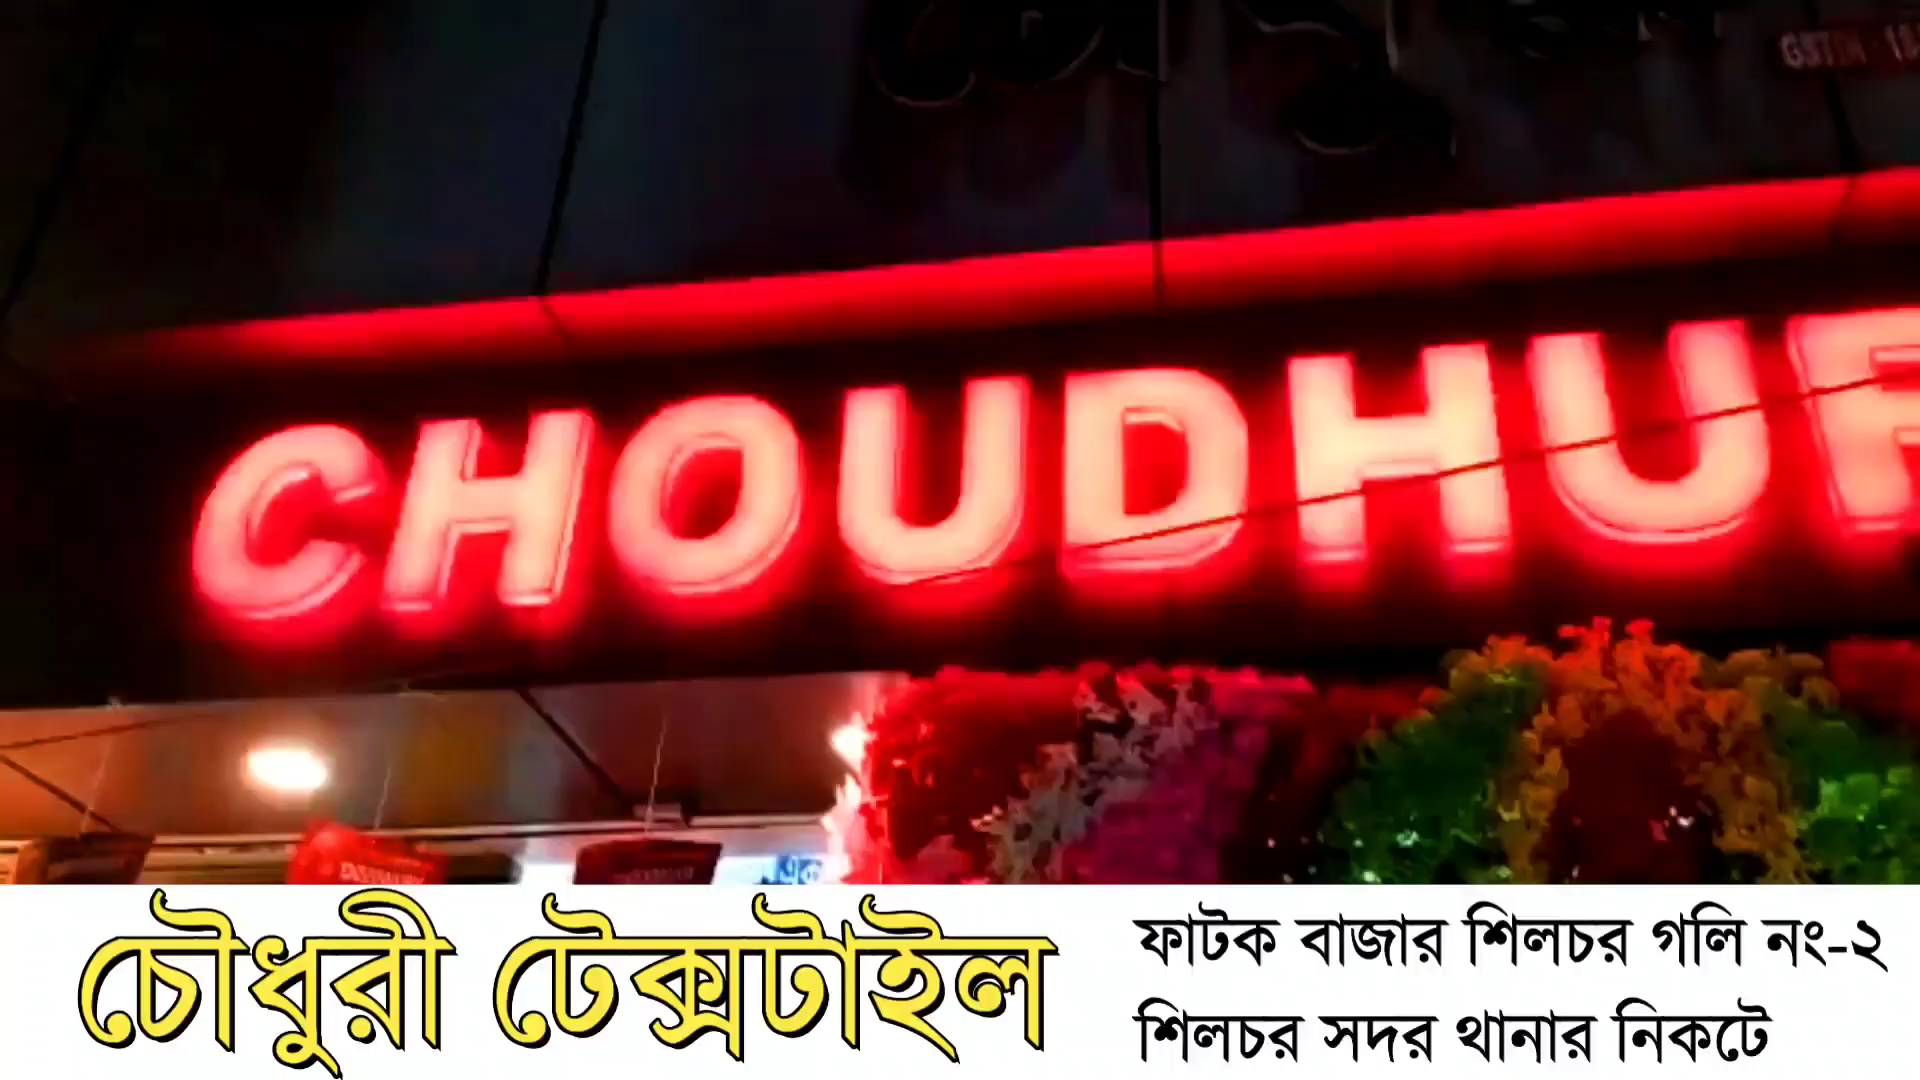 CHOUDHUR
চৌধুরী টেক্সটাইল
ফাটক বাজার শিলচর গলি নং-২
শিলচর সদর থানার নিকটে